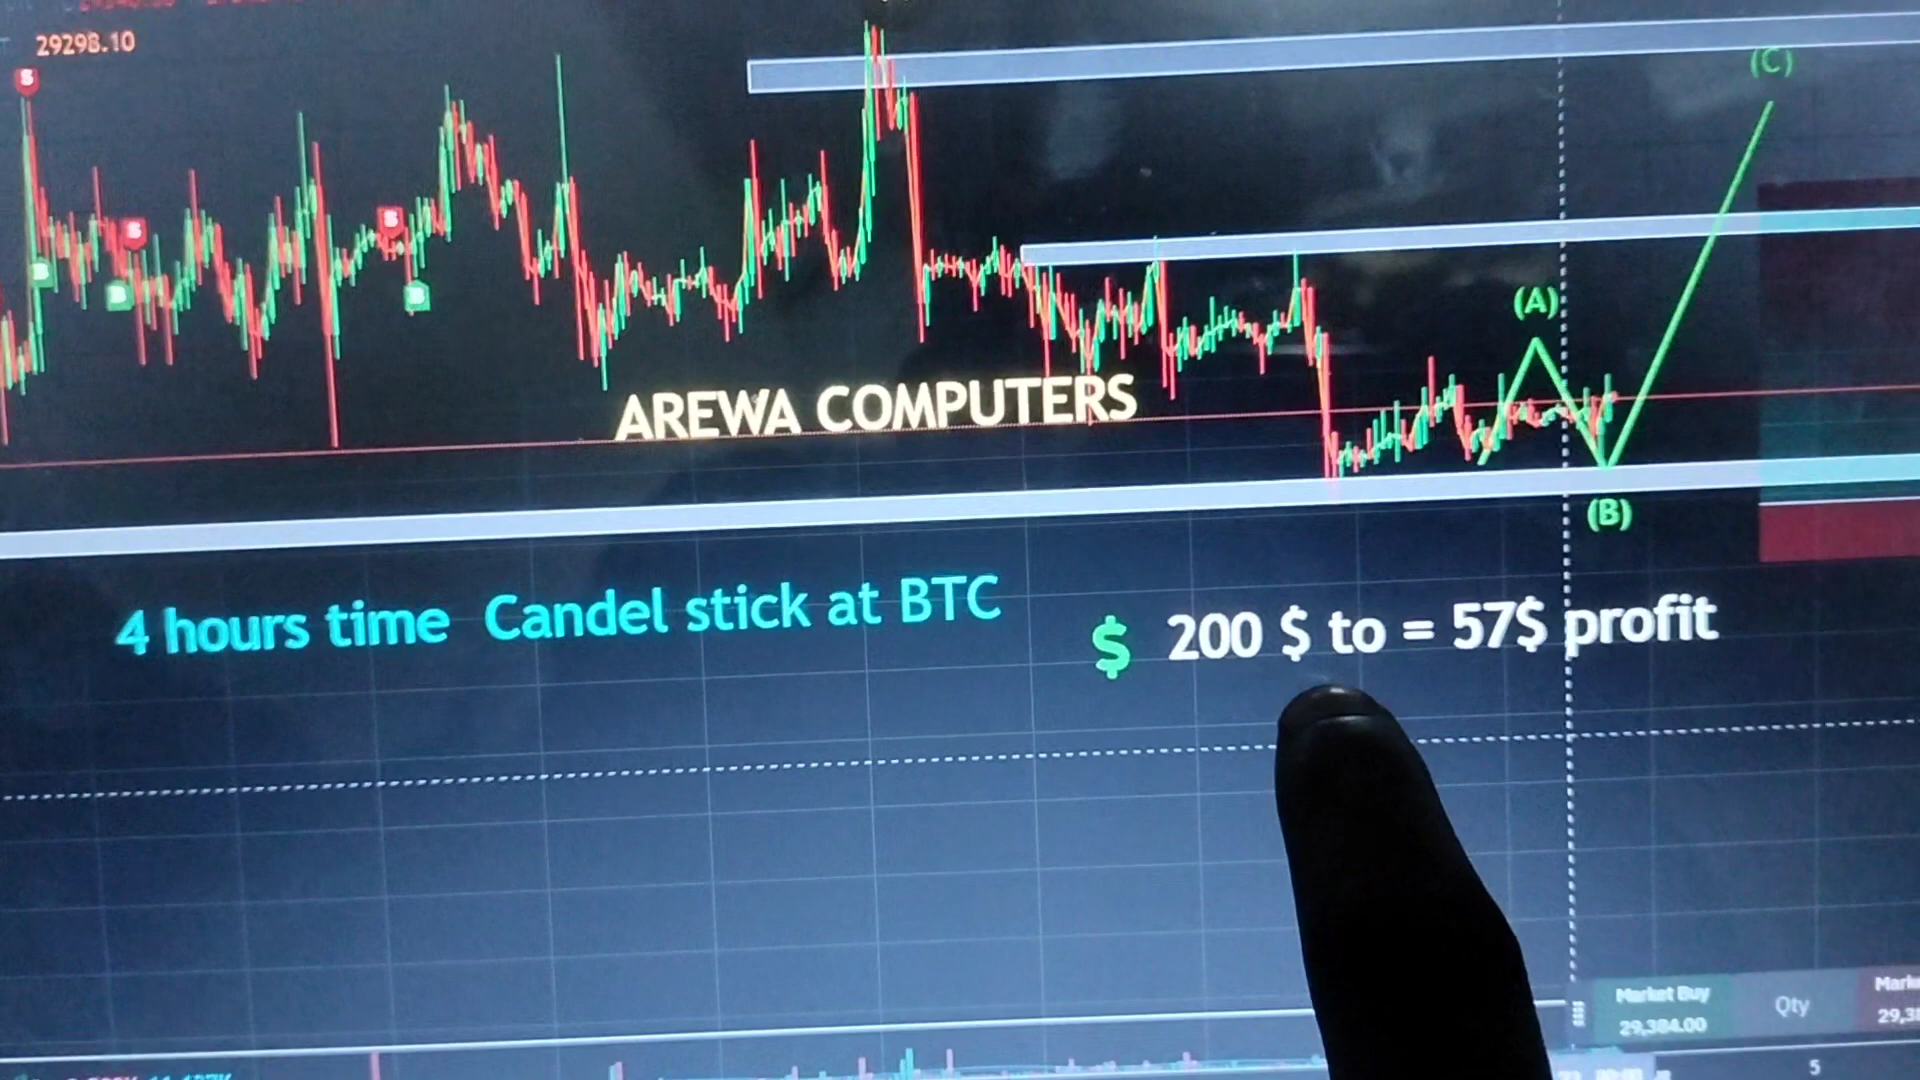 29298.10
S
S
S
B
B
B
(C)
(A)
AREWA COMPUTERS
(B)
4 hours time Candel stick at BTC
$ 200 $ to = 57$ profit
Market Buy
Qty
29,384.00
5